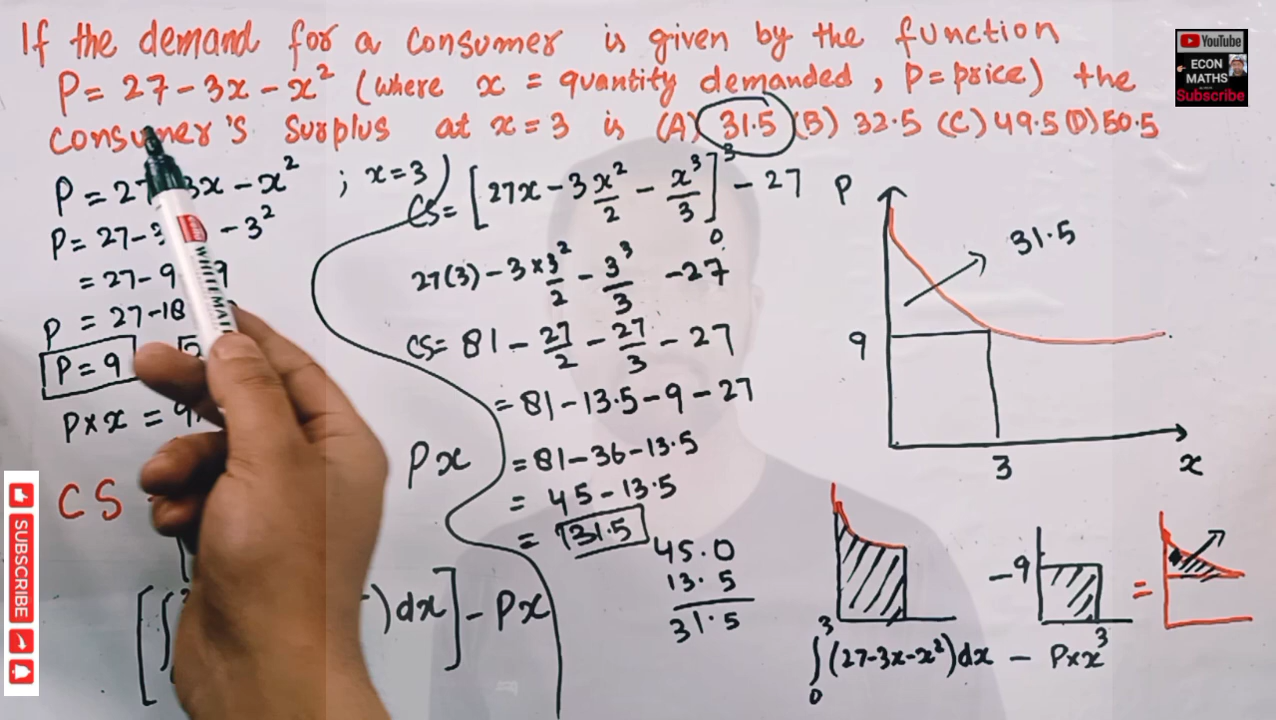 If the demand for a consumer is given by the function
P = 27 - 3x - x² (where x = quantity demanded, p = price) the
consumer's surplus at x = 3 is (A) 31.5 (B) 32.5 (C) 49.5 (D) 50.5
YouTube
ECON
MATHS
Subscribe
P = 27 3x - x² ; x = 3
P = 27 - 3 - 3²
= 27 - 9
P = 27 - 18
P = 9
P × x = 9
CS
) dx ] - Px
Px
CS = [27x - 3 x²/2 - x³/3]₀³ - 27
27(3) - 3 × 3²/2 - 3³/3 - 27
CS = 81 - 27/2 - 27/3 - 27
= 81 - 13.5 - 9 - 27
= 81 - 36 - 13.5
= 45 - 13.5
= 31.5
45.0
13.5
31.5
P
31.5
9
3
x
- 9
3
=
∫₀³ (27 - 3x - x²) dx - P × x
SUBSCRIBE